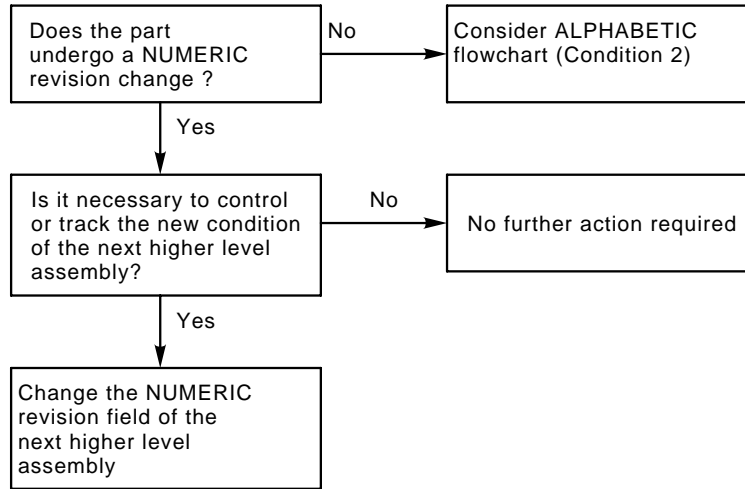 Does the part
undergo a NUMERIC
revision change ?
No
Consider ALPHABETIC
flowchart (Condition 2)
Yes
Is it necessary to control
or track the new condition
of the next higher level
assembly?
No
No further action required
Yes
Change the NUMERIC
revision field of the
next higher level
assembly